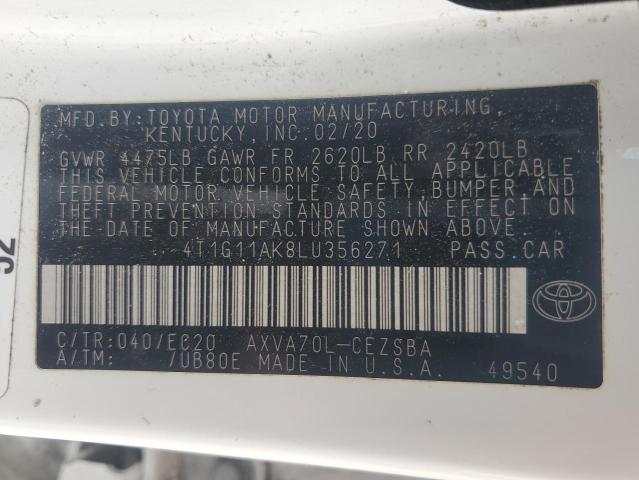 MFD.BY:TOYOTA MOTOR MANUFACTURING,
KENTUCKY,INC.02/20
GVWR 4475LB GAWR FR 2620LB RR 2420LB
THIS VEHICLE CONFORMS TO ALL APPLICABLE
FEDERAL MOTOR VEHICLE SAFETY, BUMPER AND
THEFT PREVENTION STANDARDS IN EFFECT ON
THE DATE OF MANUFACTURE SHOWN ABOVE.
4T1G11AK8LU356271 PASS.CAR
C/TR:040/EC20 AXVA70L-CEZSBA
A/TM: /UB80E MADE IN U.S.A.
49540
52